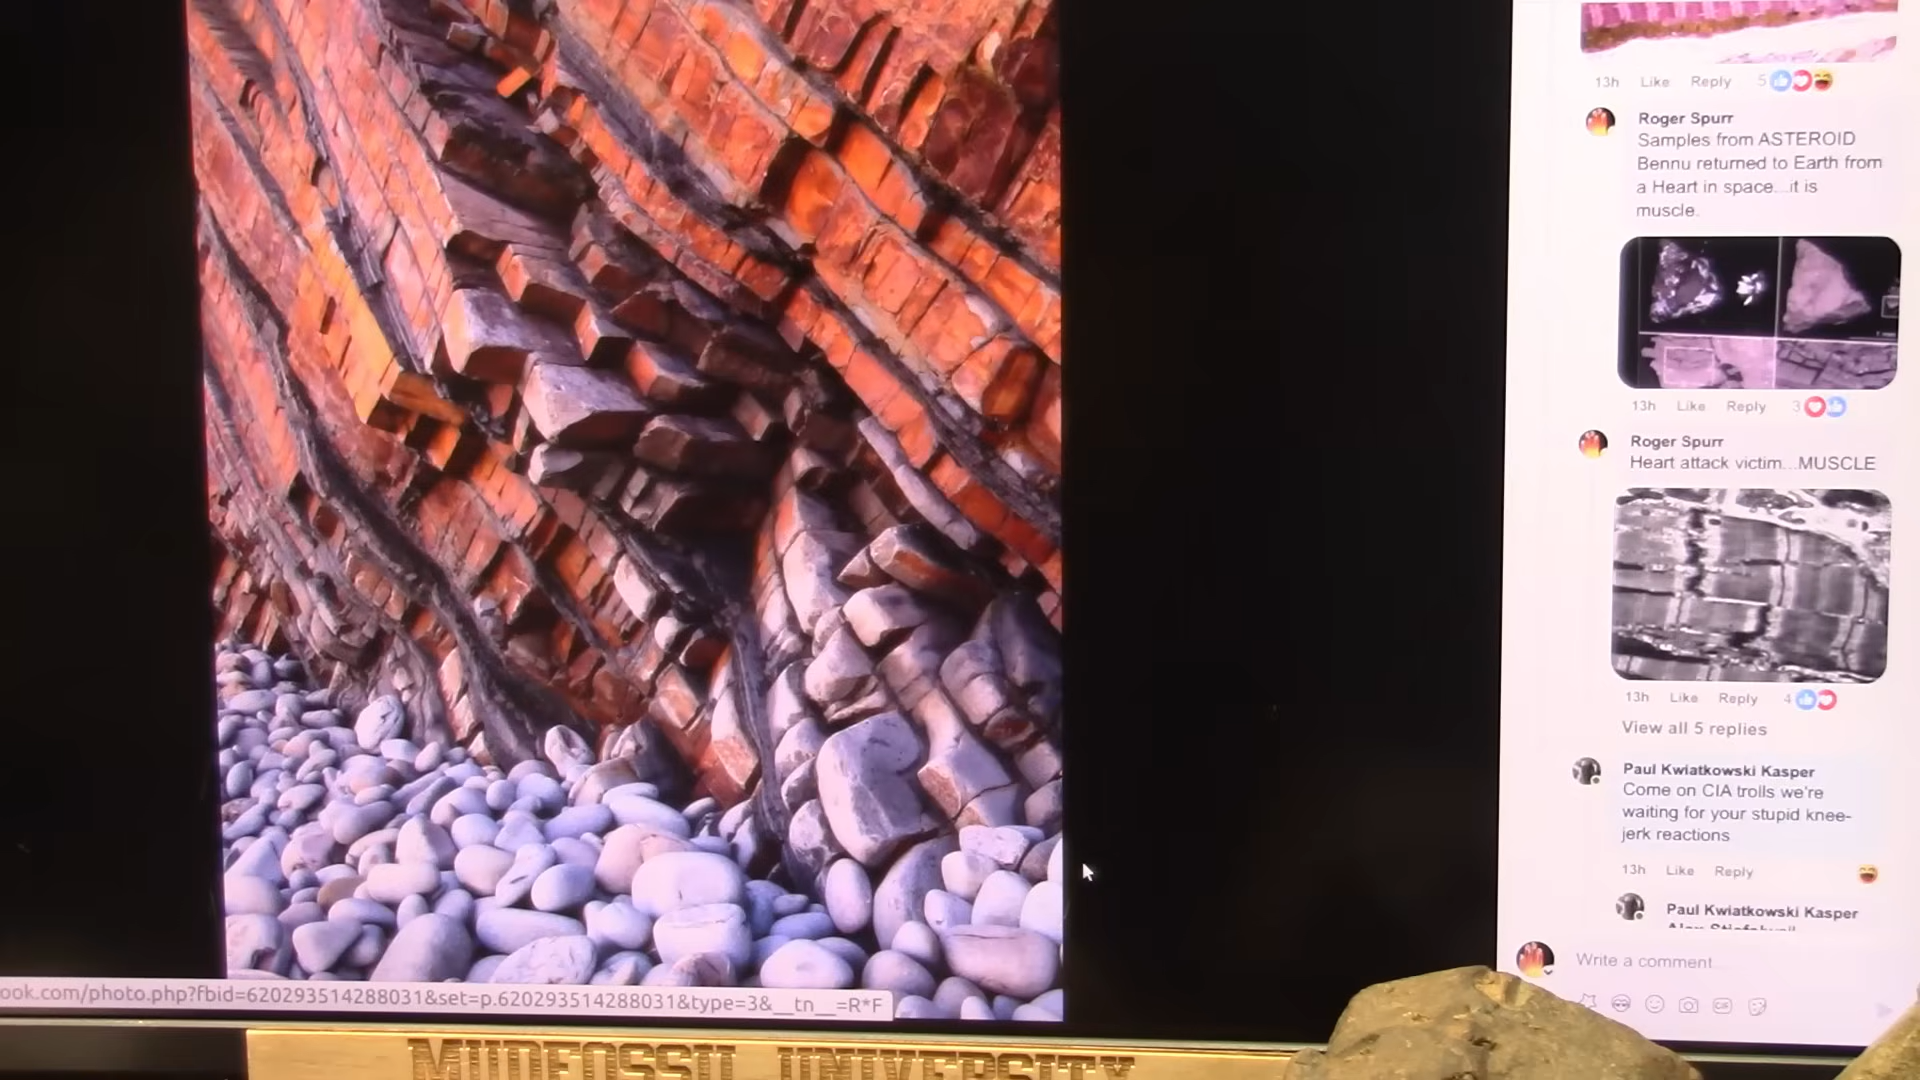 13h Like Reply 5
Roger Spurr
Samples from ASTEROID
Bennu returned to Earth from
a Heart in space...it is
muscle.
13h Like Reply 3
Roger Spurr
Heart attack victim...MUSCLE
13h Like Reply 4
View all 5 replies
Paul Kwiatkowski Kasper
Come on CIA trolls we're
waiting for your stupid knee-
jerk reactions
13h Like Reply
Paul Kwiatkowski Kasper
Write a comment...
GIF
ook.com/photo.php?fbid=620293514288031&set=p.620293514288031&type=3&__tn__=R*F
MUDFOSSIL UNIVERSITY